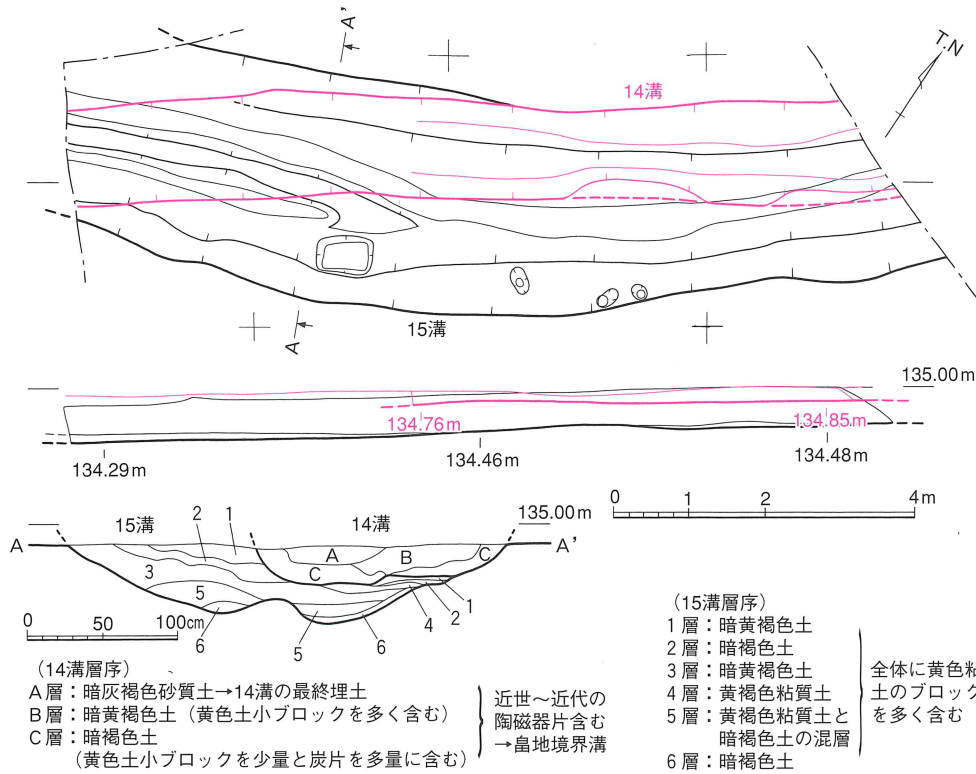 A'
T.N
14溝
A
15溝
135.00m
134.76m
134.85m
134.29m
134.46m
134.48m
0 1 2 4m
15溝 2 1 14溝 135.00m
A A B C A'
3 C
5 1
2
4
6 5 6
0 50 100cm
(14溝層序)
A層：暗灰褐色砂質土→14溝の最終埋土
B層：暗黄褐色土（黄色土小ブロックを多く含む）
C層：暗褐色土
（黄色土小ブロックを少量と炭片を多量に含む）
近世～近代の
陶磁器片含む
→畠地境界溝
(15溝層序)
1層：暗黄褐色土
2層：暗褐色土
3層：暗黄褐色土
4層：黄褐色粘質土
5層：黄褐色粘質土と
暗褐色土の混層
6層：暗褐色土
全体に黄色粘
土のブロック
を多く含む